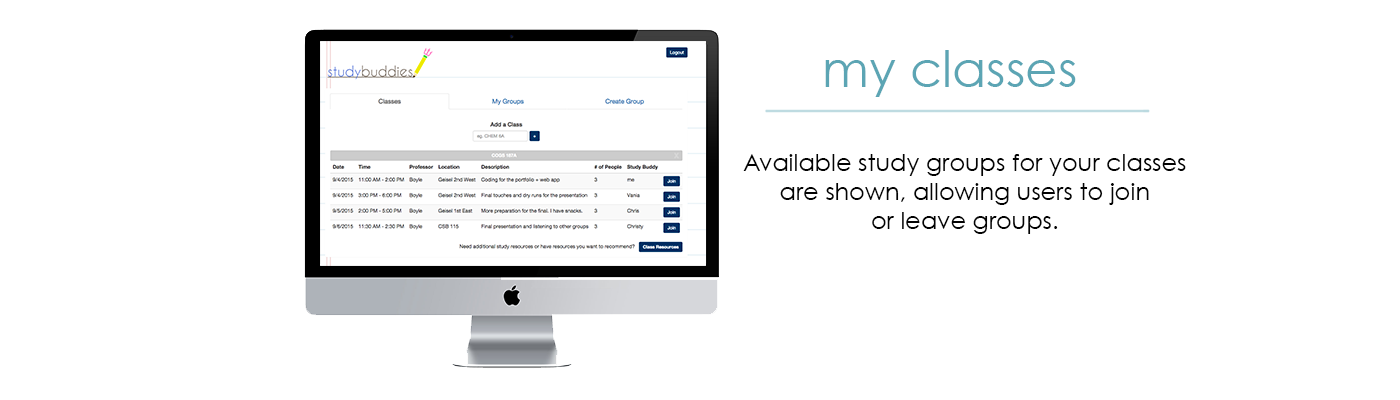 studybuddies.
Logout
Classes My Groups Create Group
Add a Class
eg. CHEM 6A +
COGS 187A
Date Time Professor Location Description # of People Study Buddy
9/4/2015 11:00 AM - 2:00 PM Boyle Geisel 2nd West Coding for the portfolio + web app 3 me Join
9/4/2015 3:00 PM - 6:00 PM Boyle Geisel 2nd West Final touches and dry runs for the presentation 3 Vania Join
9/5/2015 2:00 PM - 5:00 PM Boyle Geisel 1st East More preparation for the final. I have snacks. 3 Chris Join
9/6/2015 11:30 AM - 2:30 PM Boyle CSB 115 Final presentation and listening to other groups 3 Christy Join
Need additional study resources or have resources you want to recommend? Class Resources
my classes
Available study groups for your classes
are shown, allowing users to join
or leave groups.